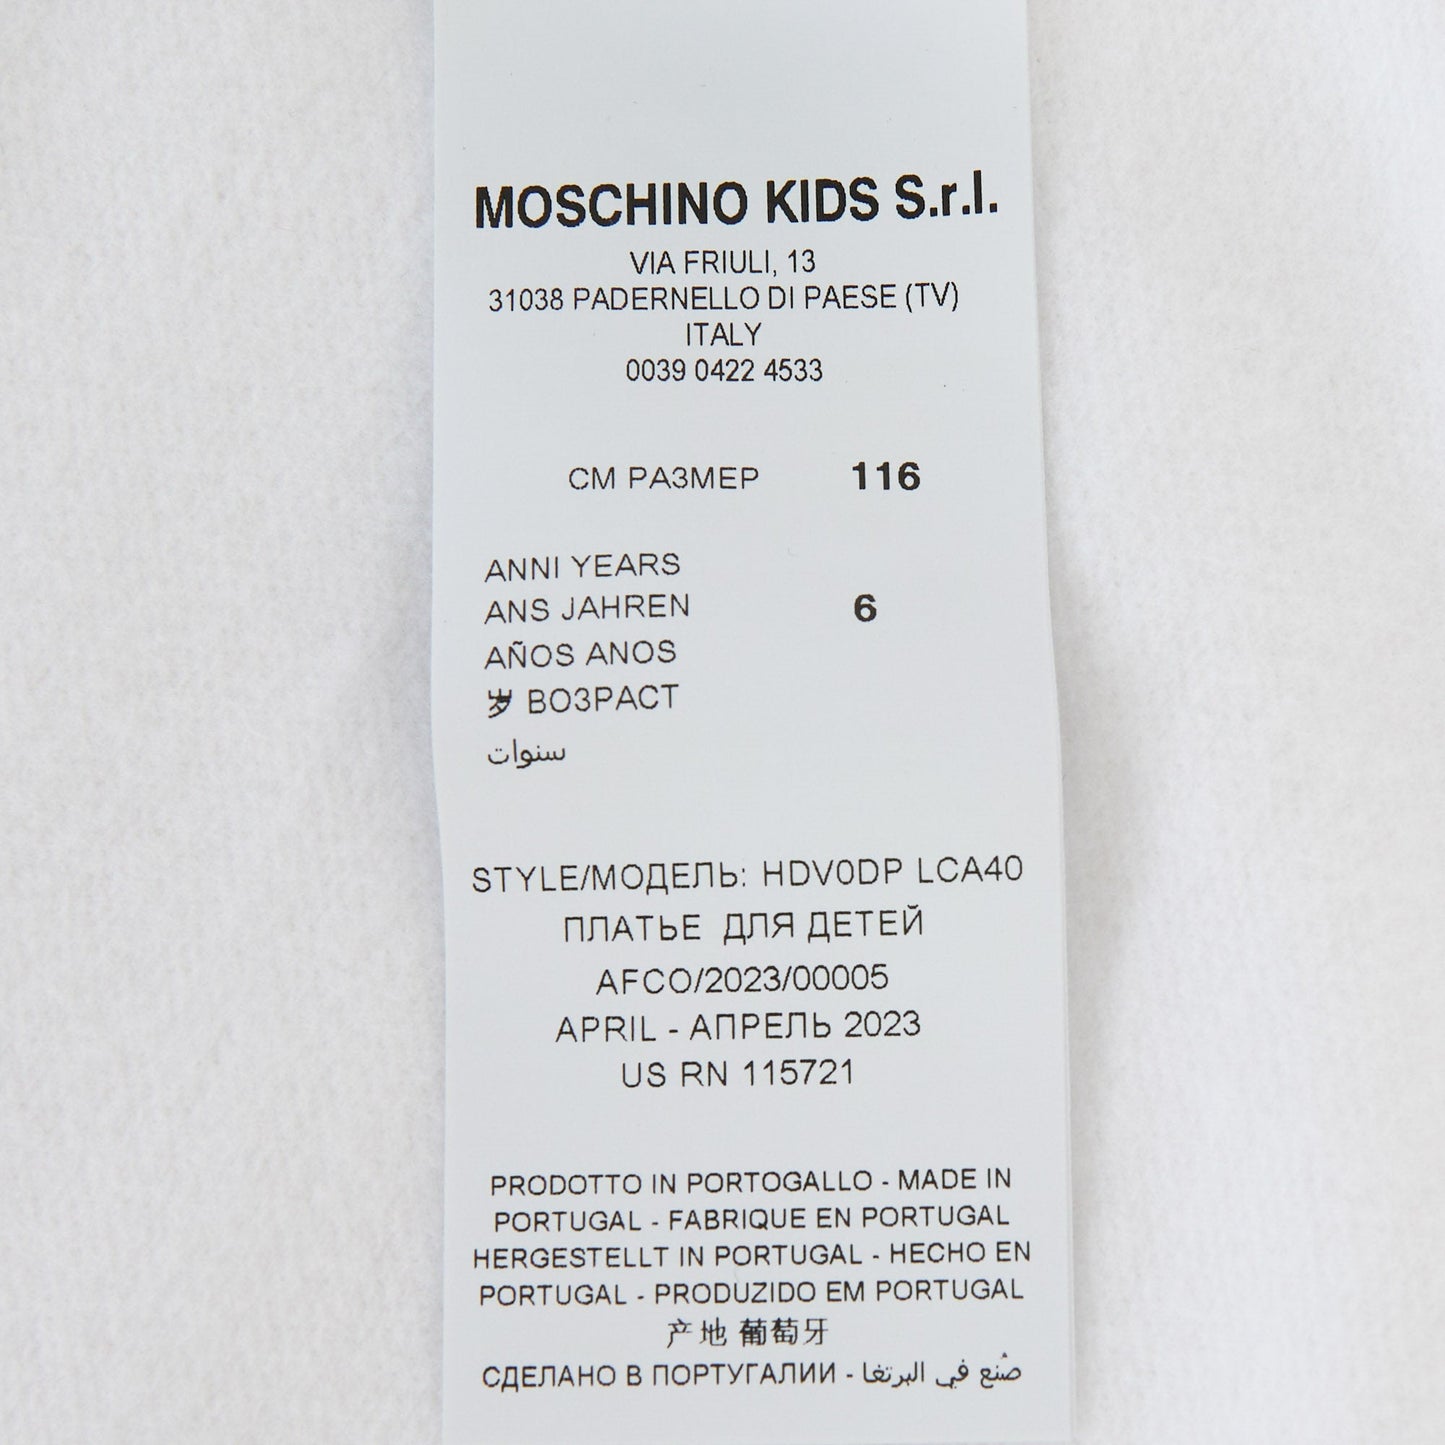 MOSCHINO KIDS S.r.l.
VIA FRIULI, 13
31038 PADERNELLO DI PAESE (TV)
ITALY
0039 0422 4533
CM РАЗМЕР 116
ANNI YEARS
ANS JAHREN 6
AÑOS ANOS
岁 ВОЗРАСТ
سنوات
STYLE/МОДЕЛЬ: HDV0DP LCA40
ПЛАТЬЕ ДЛЯ ДЕТЕЙ
AFCO/2023/00005
APRIL - АПРЕЛЬ 2023
US RN 115721
PRODOTTO IN PORTOGALLO - MADE IN
PORTUGAL - FABRIQUE EN PORTUGAL
HERGESTELLT IN PORTUGAL - HECHO EN
PORTUGAL - PRODUZIDO EM PORTUGAL
产地 葡萄牙
СДЕЛАНО В ПОРТУГАЛИИ - صُنع في البرتغا